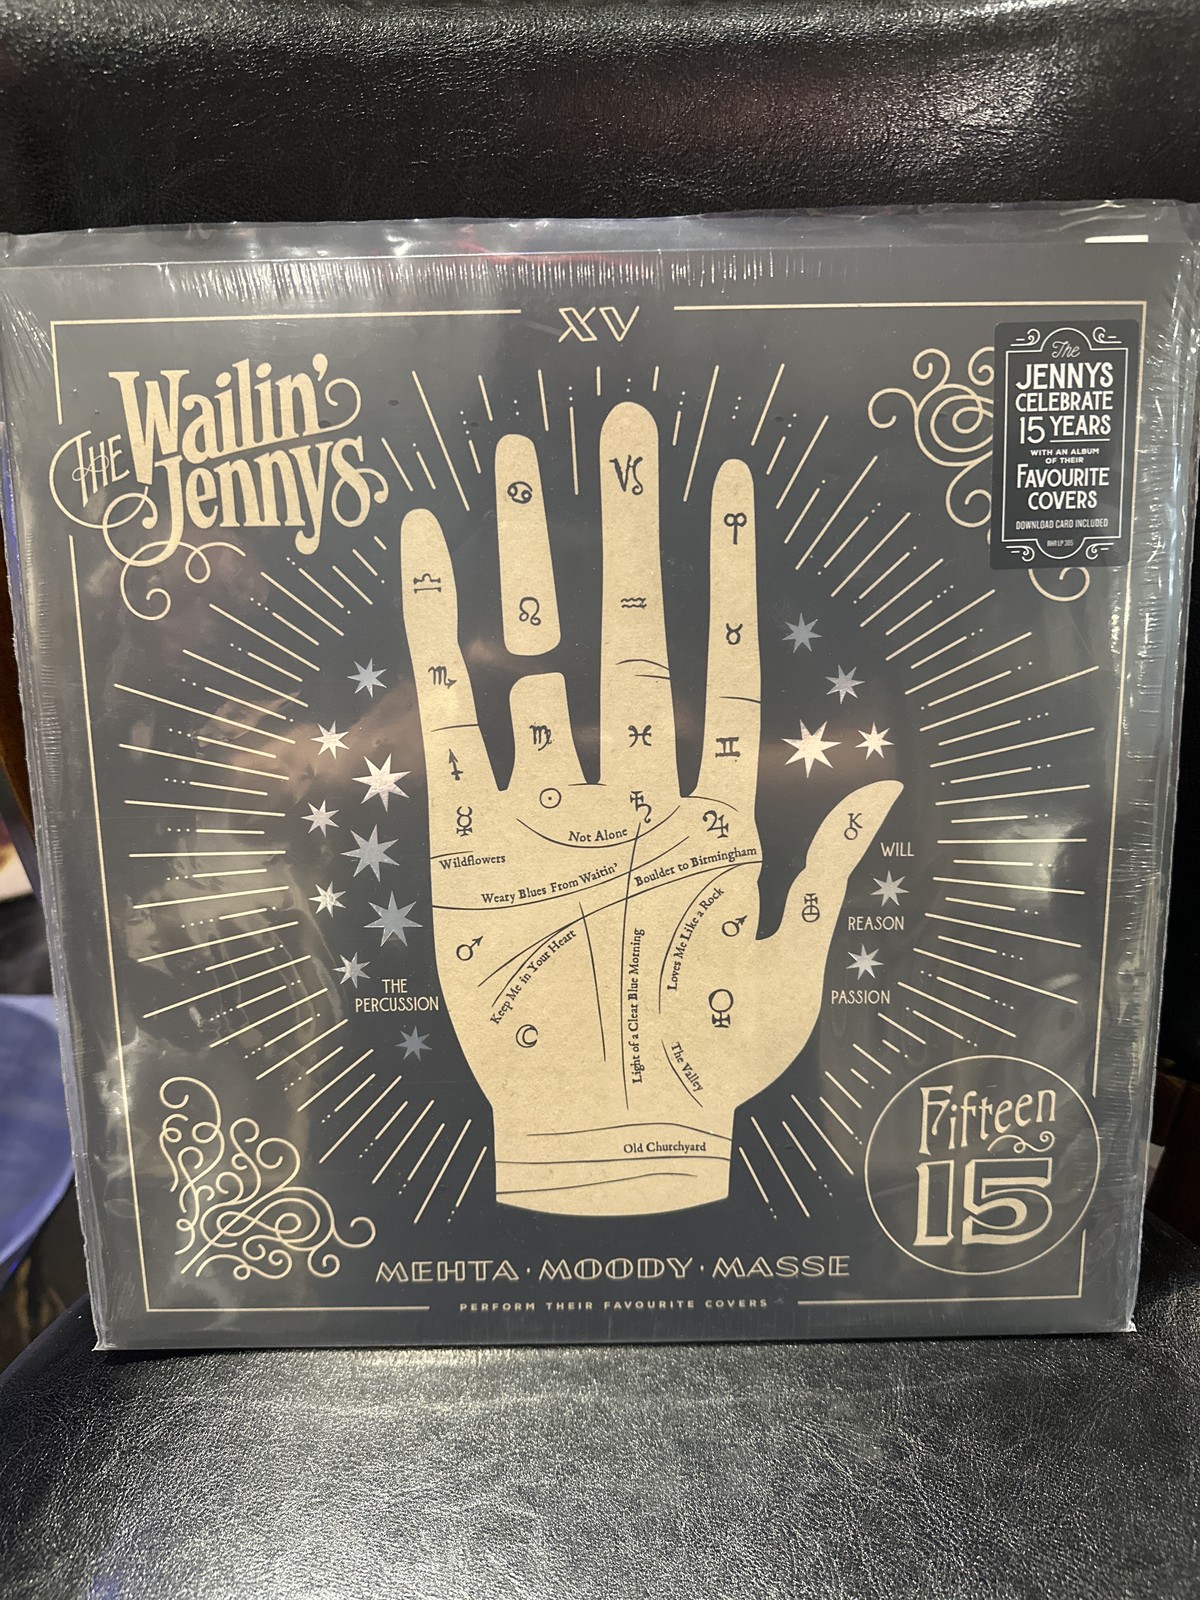 XV
THE Wailin'
Jennys
The
JENNYS
CELEBRATE
15 YEARS
WITH AN ALBUM
OF THEIR
FAVOURITE
COVERS
DOWNLOAD CARD INCLUDED
RHR LP 305
Not Alone
Wildflowers
Weary Blues From Waitin'
Boulder to Birmingham
Keep Me in Your Heart
Light of a Clear Blue Morning
Loves Me Like a Rock
The Valley
Old Churchyard
WILL
REASON
PASSION
THE
PERCUSSION
Fifteen
15
MEHTA · MOODY · MASSE
PERFORM THEIR FAVOURITE COVERS